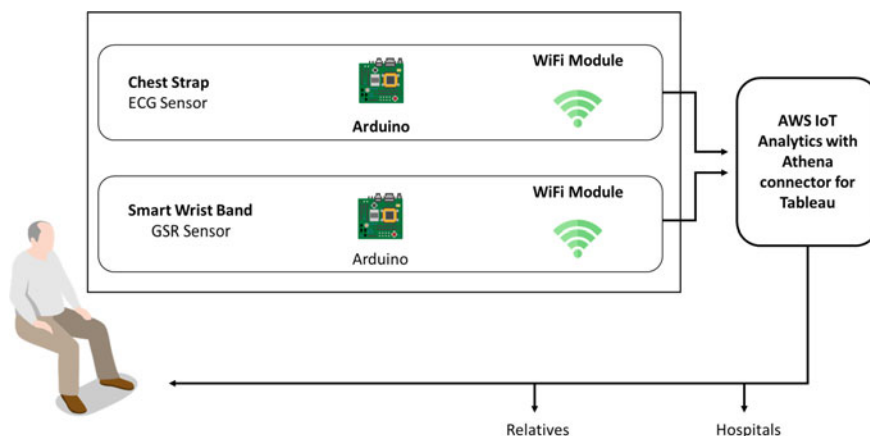 Chest Strap
ECG Sensor
Arduino
WiFi Module
Smart Wrist Band
GSR Sensor
Arduino
WiFi Module
AWS IoT
Analytics with
Athena
connector for
Tableau
Relatives
Hospitals